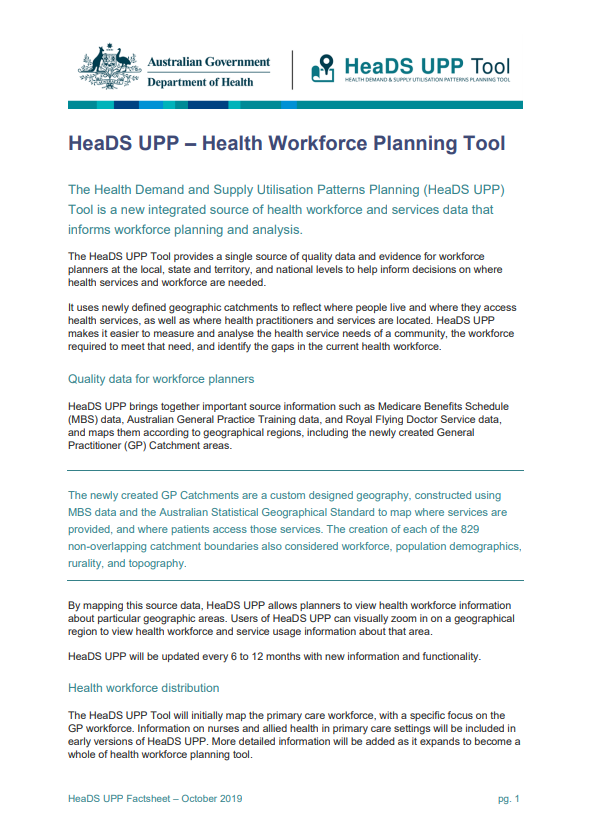 Australian Government
Department of Health
HeaDS UPP Tool
HEALTH DEMAND & SUPPLY UTILISATION PATTERNS PLANNING TOOL
HeaDS UPP – Health Workforce Planning Tool
The Health Demand and Supply Utilisation Patterns Planning (HeaDS UPP)
Tool is a new integrated source of health workforce and services data that
informs workforce planning and analysis.
The HeaDS UPP Tool provides a single source of quality data and evidence for workforce
planners at the local, state and territory, and national levels to help inform decisions on where
health services and workforce are needed.
It uses newly defined geographic catchments to reflect where people live and where they access
health services, as well as where health practitioners and services are located. HeaDS UPP
makes it easier to measure and analyse the health service needs of a community, the workforce
required to meet that need, and identify the gaps in the current health workforce.
Quality data for workforce planners
HeaDS UPP brings together important source information such as Medicare Benefits Schedule
(MBS) data, Australian General Practice Training data, and Royal Flying Doctor Service data,
and maps them according to geographical regions, including the newly created General
Practitioner (GP) Catchment areas.
The newly created GP Catchments are a custom designed geography, constructed using
MBS data and the Australian Statistical Geographical Standard to map where services are
provided, and where patients access those services. The creation of each of the 829
non-overlapping catchment boundaries also considered workforce, population demographics,
rurality, and topography.
By mapping this source data, HeaDS UPP allows planners to view health workforce information
about particular geographic areas. Users of HeaDS UPP can visually zoom in on a geographical
region to view health workforce and service usage information about that area.
HeaDS UPP will be updated every 6 to 12 months with new information and functionality.
Health workforce distribution
The HeaDS UPP Tool will initially map the primary care workforce, with a specific focus on the
GP workforce. Information on nurses and allied health in primary care settings will be included in
early versions of HeaDS UPP. More detailed information will be added as it expands to become a
whole of health workforce planning tool.
HeaDS UPP Factsheet – October 2019
pg. 1